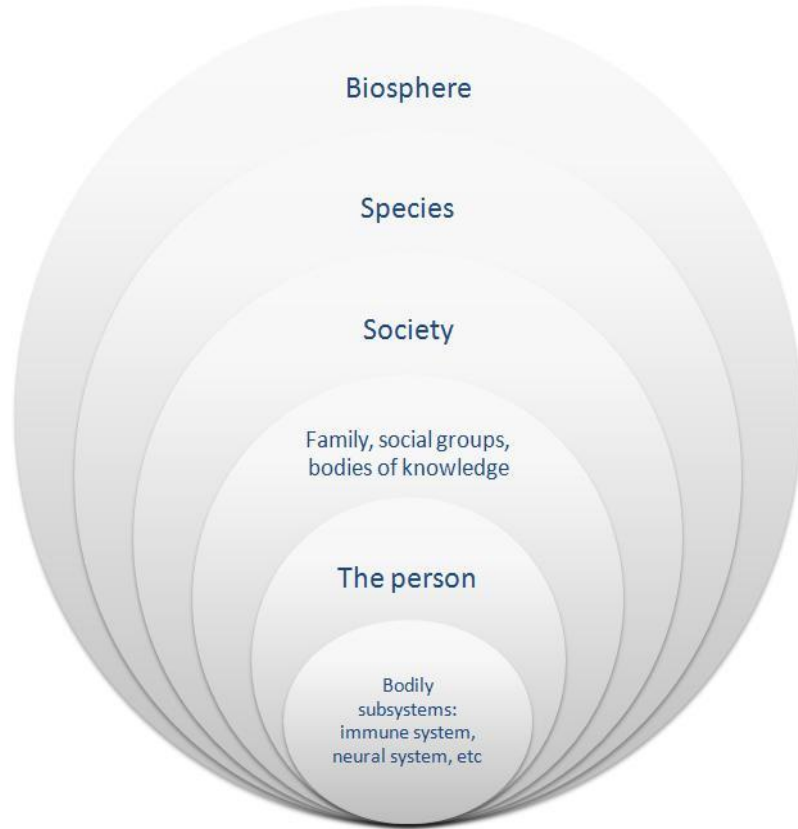 Biosphere
Species
Society
Family, social groups,
bodies of knowledge
The person
Bodily
subsystems:
immune system,
neural system, etc